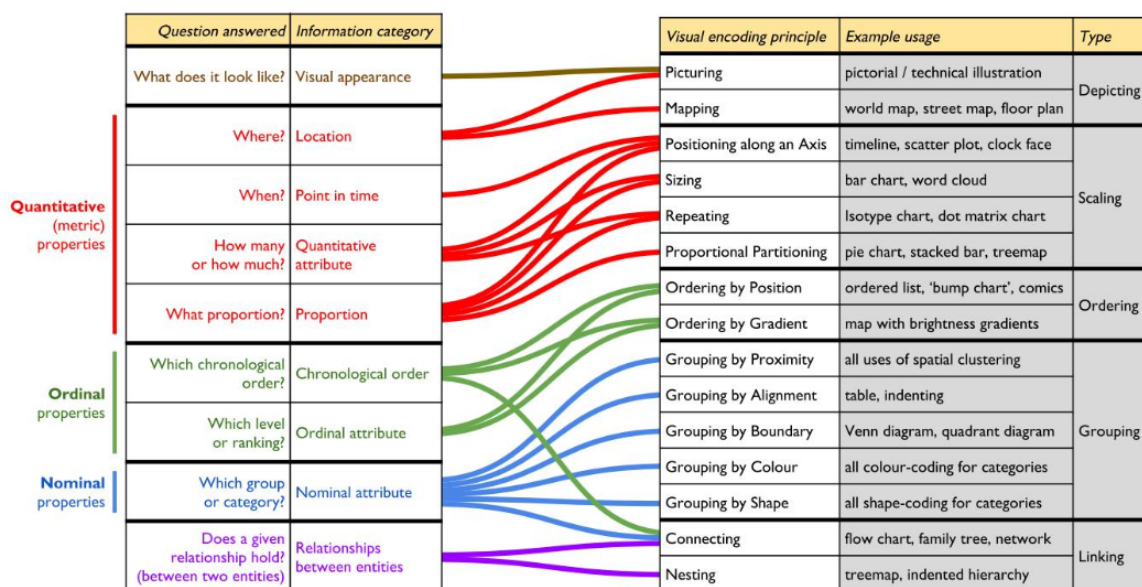 Question answered Information category
What does it look like? Visual appearance
Where? Location
When? Point in time
How many
or how much?
Quantitative
attribute
What proportion? Proportion
Which chronological
order?
Chronological order
Which level
or ranking?
Ordinal attribute
Which group
or category?
Nominal attribute
Does a given
relationship hold?
(between two entities)
Relationships
between entities
Quantitative
(metric)
properties
Ordinal
properties
Nominal
properties
Visual encoding principle Example usage Type
Picturing pictorial / technical illustration
Mapping world map, street map, floor plan
Depicting
Positioning along an Axis timeline, scatter plot, clock face
Sizing bar chart, word cloud
Repeating Isotype chart, dot matrix chart
Proportional Partitioning pie chart, stacked bar, treemap
Scaling
Ordering by Position ordered list, ‘bump chart’, comics
Ordering by Gradient map with brightness gradients
Ordering
Grouping by Proximity all uses of spatial clustering
Grouping by Alignment table, indenting
Grouping by Boundary Venn diagram, quadrant diagram
Grouping by Colour all colour-coding for categories
Grouping by Shape all shape-coding for categories
Grouping
Connecting flow chart, family tree, network
Nesting treemap, indented hierarchy
Linking